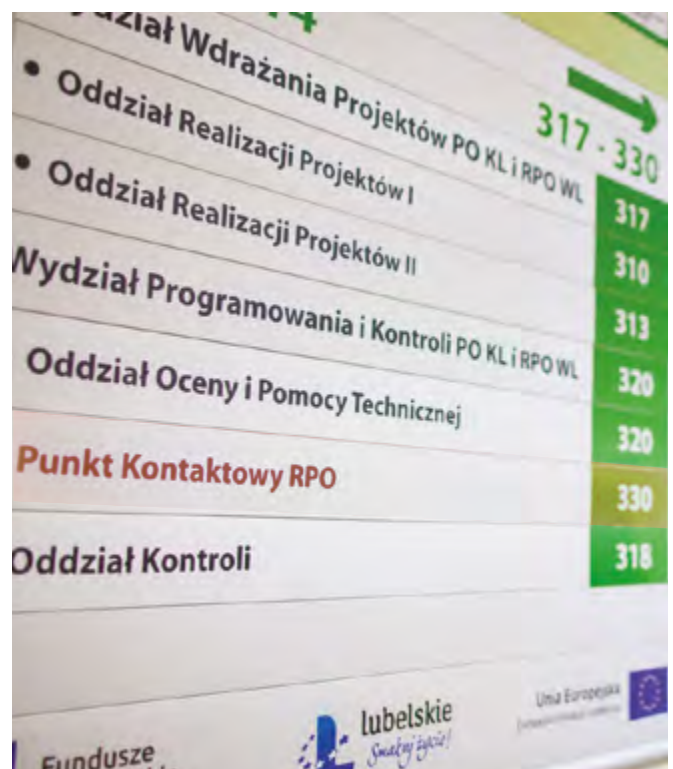 Wydział Wdrażania Projektów PO KL i RPO WL 317
317 - 330
• Oddział Realizacji Projektów I 310
• Oddział Realizacji Projektów II 313
Wydział Programowania i Kontroli PO KL i RPO WL 320
Oddział Oceny i Pomocy Technicznej 320
Punkt Kontaktowy RPO 330
Oddział Kontroli 318
Fundusze
lubelskie
Smakuj życie!
Unia Europejska